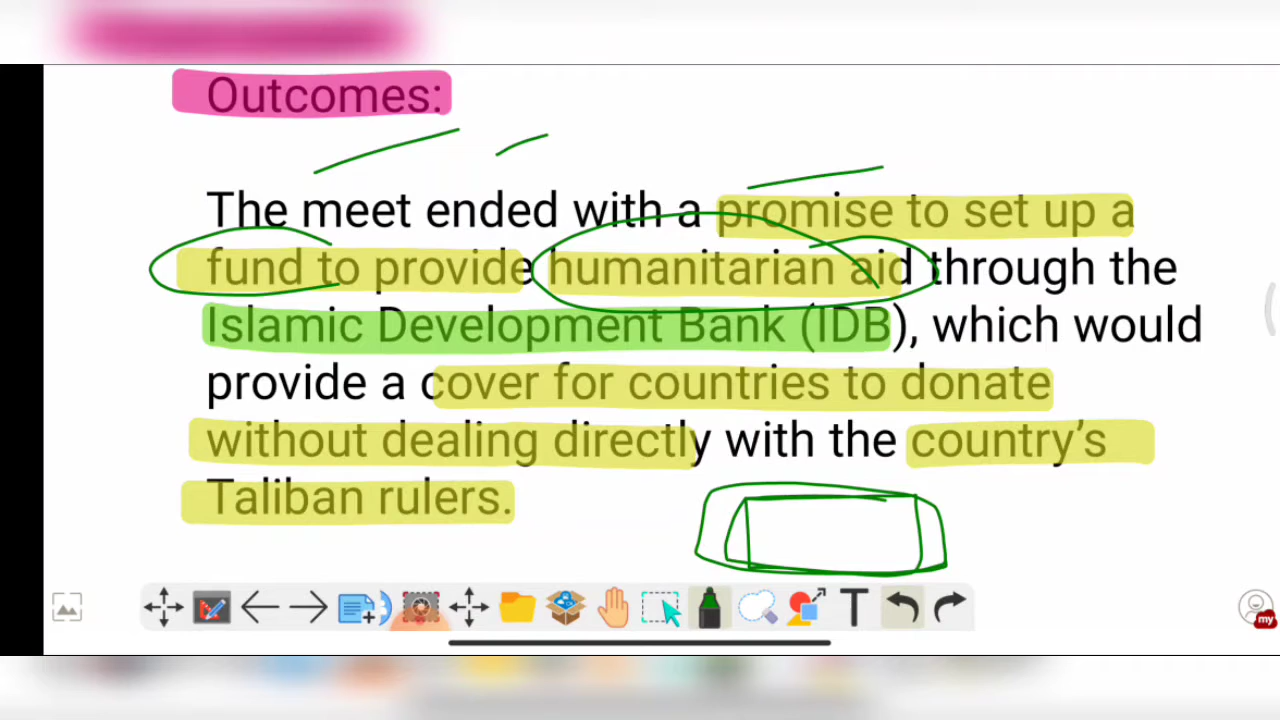 Outcomes:
The meet ended with a promise to set up a
fund to provide humanitarian aid through the
Islamic Development Bank (IDB), which would
provide a cover for countries to donate
without dealing directly with the country's
Taliban rulers.
T
my